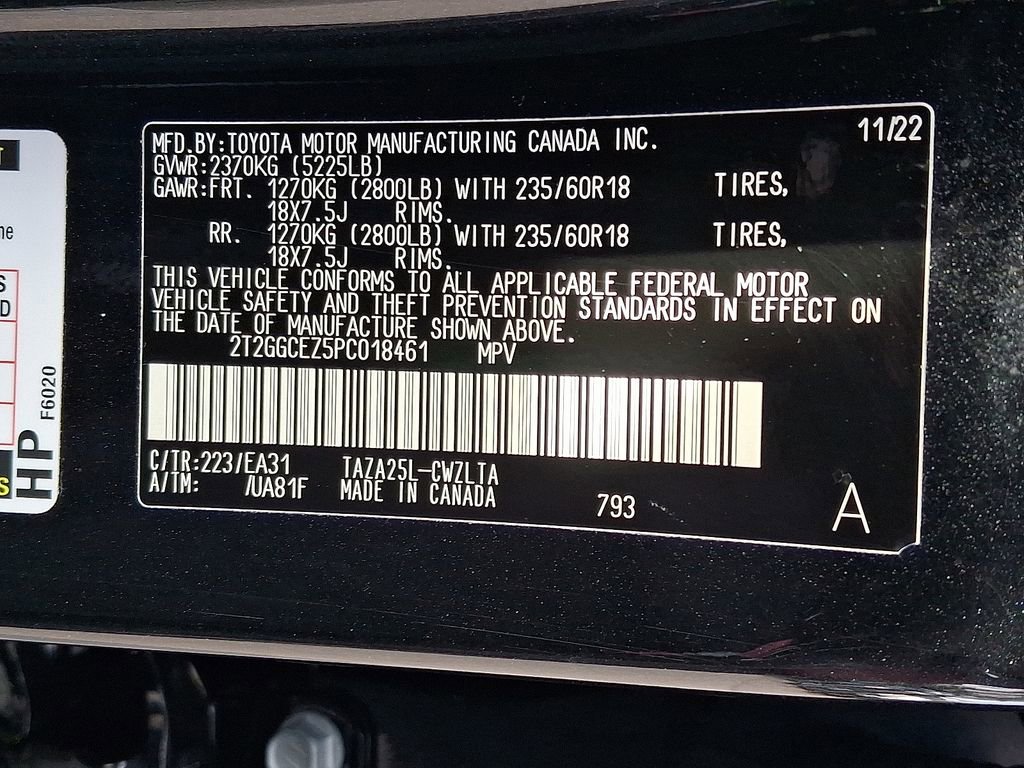 MFD.BY:TOYOTA MOTOR MANUFACTURING CANADA INC. 11/22
GVWR:2370KG (5225LB)
GAWR:FRT. 1270KG (2800LB) WITH 235/60R18 TIRES,
18X7.5J RIMS.
RR. 1270KG (2800LB) WITH 235/60R18 TIRES,
18X7.5J RIMS.
THIS VEHICLE CONFORMS TO ALL APPLICABLE FEDERAL MOTOR
VEHICLE SAFETY AND THEFT PREVENTION STANDARDS IN EFFECT ON
THE DATE OF MANUFACTURE SHOWN ABOVE.
2T2GGCEZ5PC018461 MPV
C/TR:223/EA31 TAZA25L-CWZLTA
A/TM: /UA81F MADE IN CANADA
793
A
HP
F6020